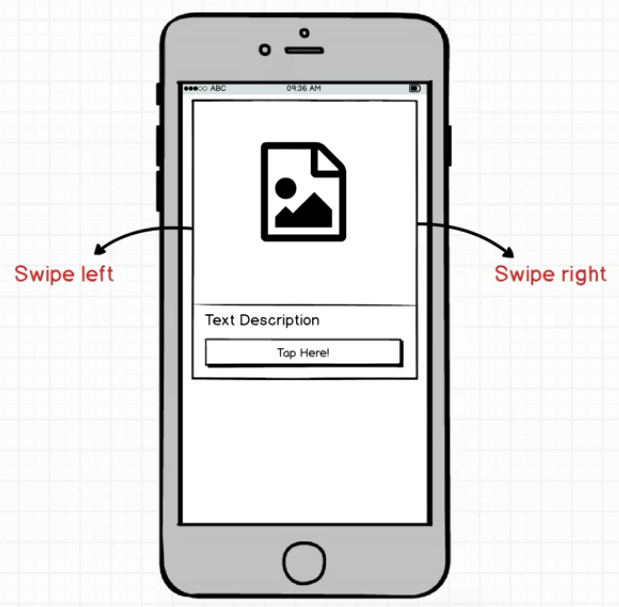 ABC 09:36 AM
Swipe left
Swipe right
Text Description
Tap Here!